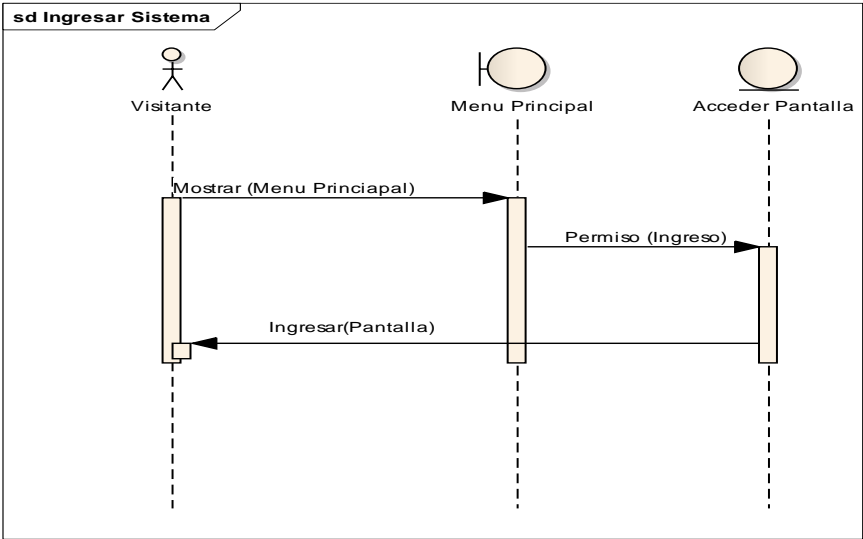 sd Ingresar Sistema
Visitante
Menu Principal
Acceder Pantalla
Mostrar (Menu Princiapal)
Permiso (Ingreso)
Ingresar(Pantalla)